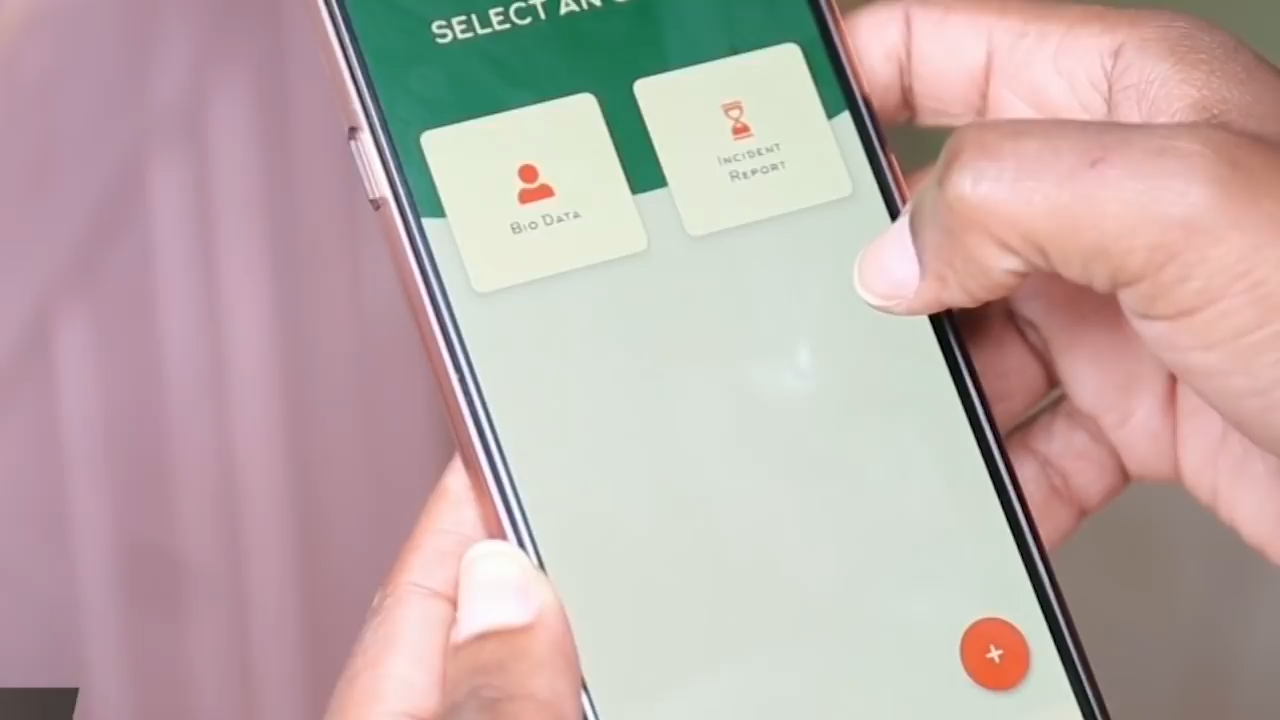 SELECT AN
Bio Data
Incident
Report
+